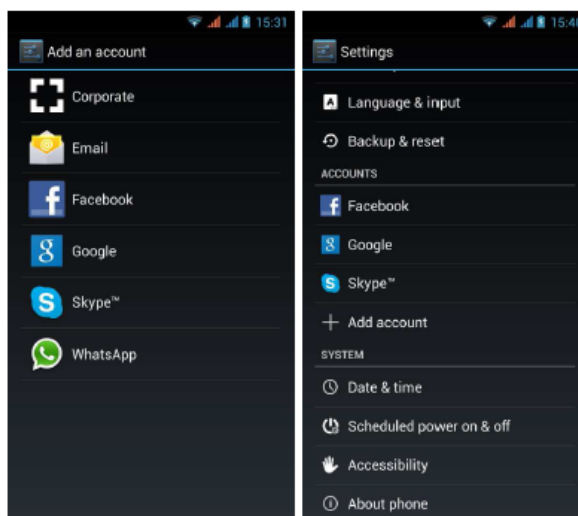 15:31
Add an account
Corporate
Email
Facebook
Google
Skype™
WhatsApp
Settings
Language & input
Backup & reset
ACCOUNTS
Facebook
Google
Skype™
Add account
SYSTEM
Date & time
Scheduled power on & off
Accessibility
About phone